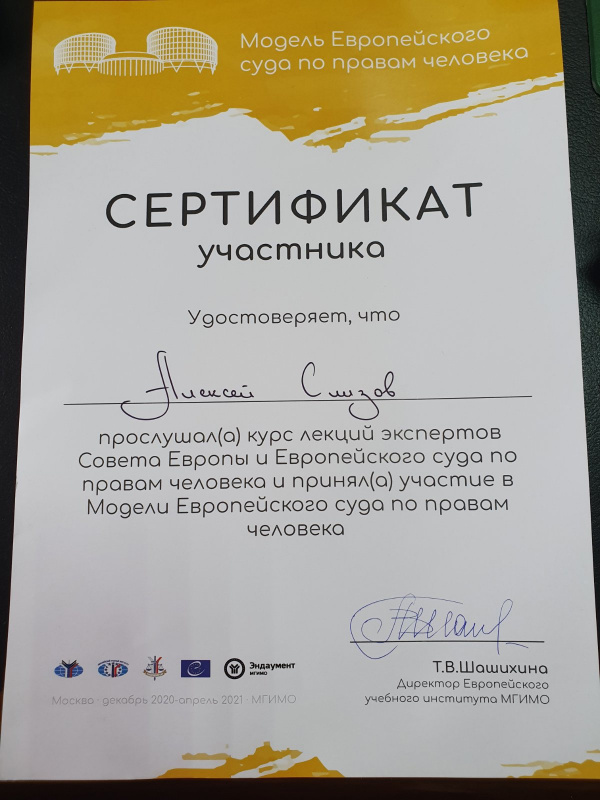 Модель Европейского
суда по правам человека
СЕРТИФИКАТ
участника
Удостоверяет, что
Алексей Слизов
прослушал(а) курс лекций экспертов
Совета Европы и Европейского суда по
правам человека и принял(а) участие в
Модели Европейского суда по правам
человека
Эндаумент
МГИМО
Т.В.Шашихина
Директор Европейского
учебного института МГИМО
Москва · декабрь 2020-апрель 2021 · МГИМО